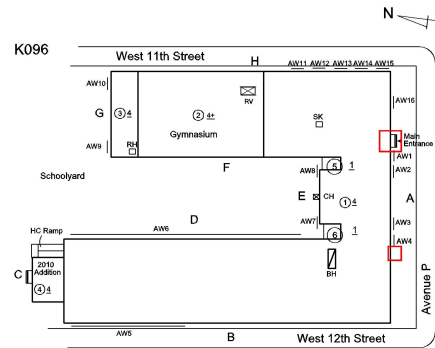 N
K096
West 11th Street
H
AW11 AW12 AW13 AW14 AW15
AW10
G
3 4
2 4+
Gymnasium
RV
SK
AW16
Main
Entrance
AW9
RH
F
5 1
AW1
AW8
AW2
Schoolyard
E
CH
1 4
A
D
AW6
AW7
AW3
6 1
AW4
HC Ramp
2010
Addition
C
4 4
BH
AW5
B
West 12th Street
Avenue P